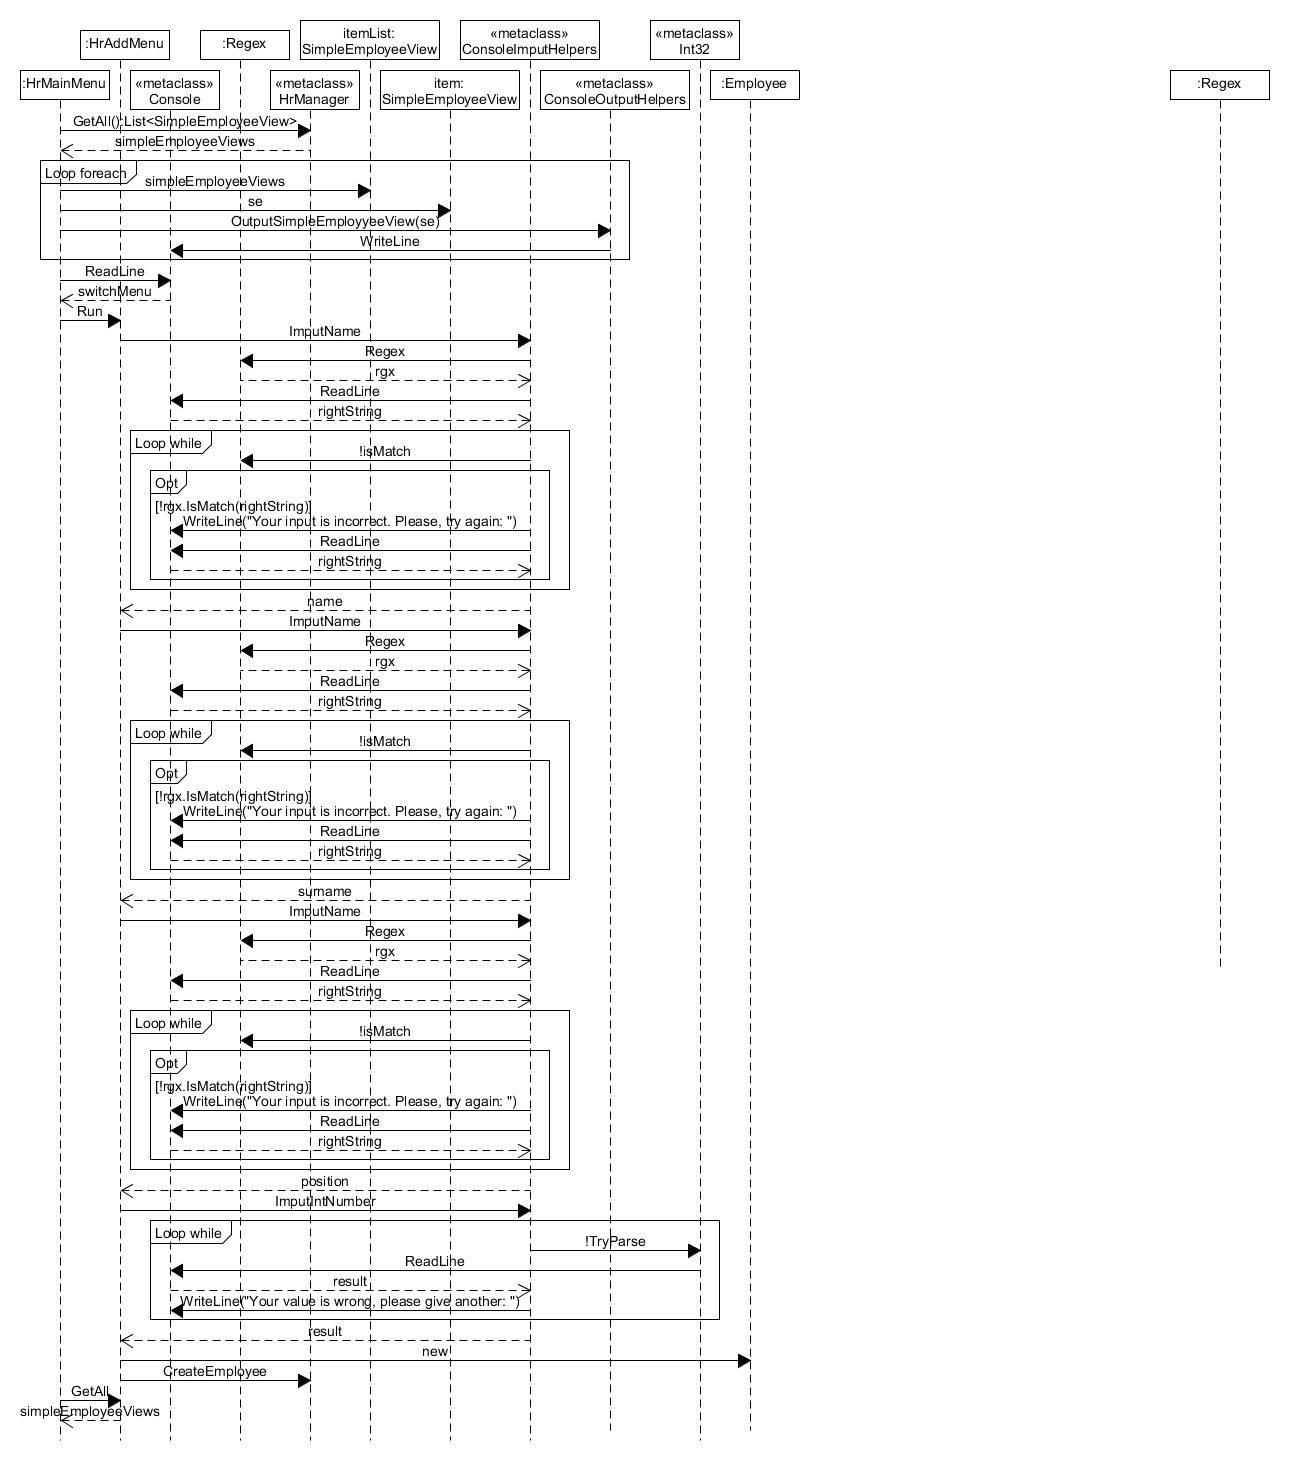 :HrAddMenu
:Regex
itemList:
SimpleEmployeeView
«metaclass»
ConsoleImputHelpers
«metaclass»
Int32
:HrMainMenu
«metaclass»
Console
«metaclass»
HrManager
item:
SimpleEmployeeView
«metaclass»
ConsoleOutputHelpers
:Employee
:Regex
GetAll():List<SimpleEmployeeView>
simpleEmployeeViews
Loop foreach
simpleEmployeeViews
se
OutputSimpleEmployyeeView(se)
WriteLine
ReadLine
switchMenu
Run
ImputName
Regex
rgx
ReadLine
rightString
Loop while
!isMatch
Opt
[!rgx.IsMatch(rightString)]
WriteLine("Your input is incorrect. Please, try again: ")
ReadLine
rightString
name
ImputName
Regex
rgx
ReadLine
rightString
Loop while
!isMatch
Opt
[!rgx.IsMatch(rightString)]
WriteLine("Your input is incorrect. Please, try again: ")
ReadLine
rightString
surname
ImputName
Regex
rgx
ReadLine
rightString
Loop while
!isMatch
Opt
[!rgx.IsMatch(rightString)]
WriteLine("Your input is incorrect. Please, try again: ")
ReadLine
rightString
position
ImputIntNumber
Loop while
!TryParse
ReadLine
result
WriteLine("Your value is wrong, please give another: ")
result
new
CreateEmployee
GetAll
simpleEmployeeViews